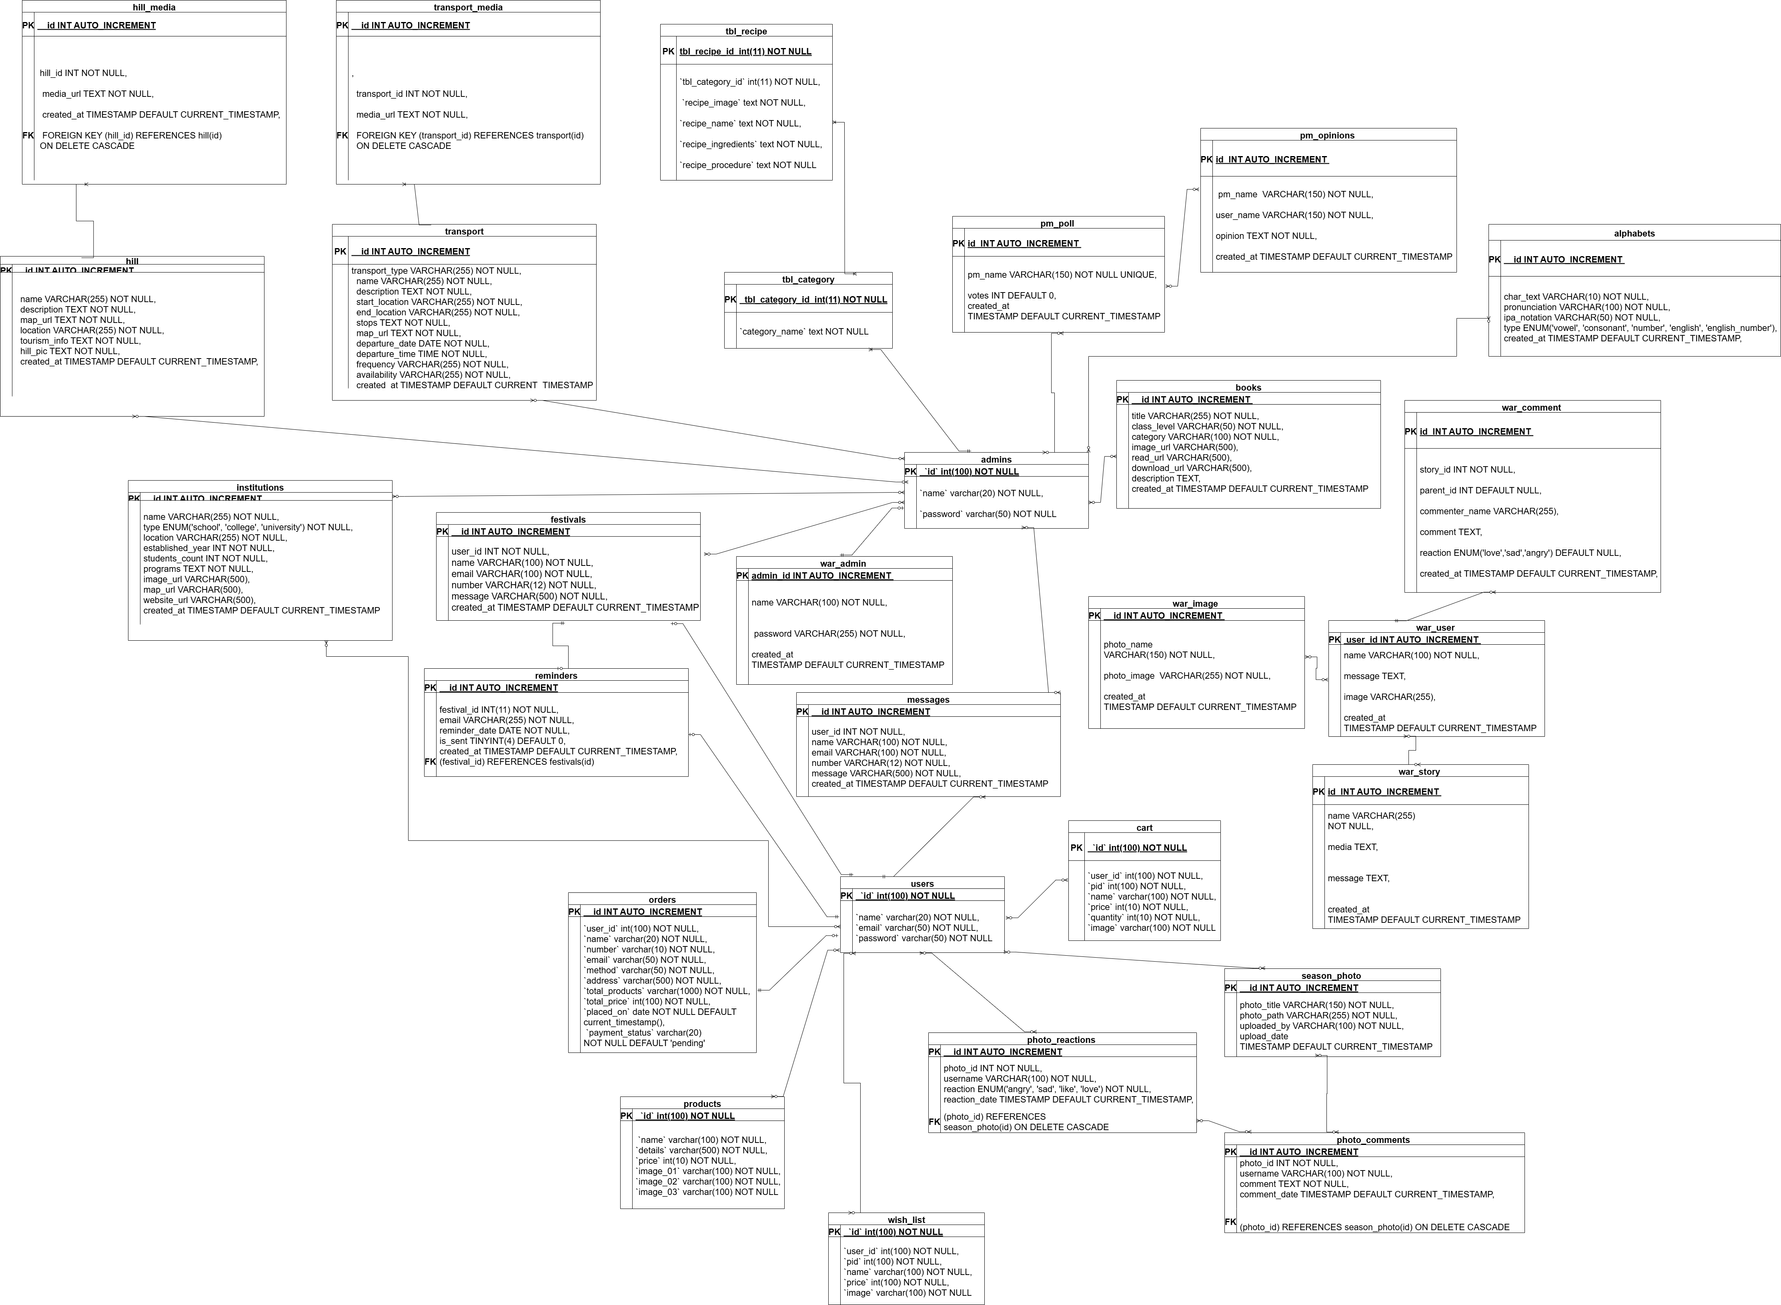 hill_media
PK
__id INT AUTO_INCREMENT
hill_id INT NOT NULL,
media_url TEXT NOT NULL,
created_at TIMESTAMP DEFAULT CURRENT_TIMESTAMP,
FK
FOREIGN KEY (hill_id) REFERENCES hill(id)
ON DELETE CASCADE
transport_media
PK
__id INT AUTO_INCREMENT
,
transport_id INT NOT NULL,
media_url TEXT NOT NULL,
FK
FOREIGN KEY (transport_id) REFERENCES transport(id)
ON DELETE CASCADE
tbl_recipe
PK
tbl_recipe_id int(11) NOT NULL
`tbl_category_id` int(11) NOT NULL,
`recipe_image` text NOT NULL,
`recipe_name` text NOT NULL,
`recipe_ingredients` text NOT NULL,
`recipe_procedure` text NOT NULL
pm_opinions
PK
id INT AUTO_INCREMENT
pm_name VARCHAR(150) NOT NULL,
user_name VARCHAR(150) NOT NULL,
opinion TEXT NOT NULL,
created_at TIMESTAMP DEFAULT CURRENT_TIMESTAMP
pm_poll
PK
id INT AUTO_INCREMENT
pm_name VARCHAR(150) NOT NULL UNIQUE,
votes INT DEFAULT 0,
created_at
TIMESTAMP DEFAULT CURRENT_TIMESTAMP
alphabets
PK
__id INT AUTO_INCREMENT
char_text VARCHAR(10) NOT NULL,
pronunciation VARCHAR(100) NOT NULL,
ipa_notation VARCHAR(50) NOT NULL,
type ENUM('vowel', 'consonant', 'number', 'english', 'english_number'),
created_at TIMESTAMP DEFAULT CURRENT_TIMESTAMP,
hill
PK
__id INT AUTO_INCREMENT
name VARCHAR(255) NOT NULL,
description TEXT NOT NULL,
map_url TEXT NOT NULL,
location VARCHAR(255) NOT NULL,
tourism_info TEXT NOT NULL,
hill_pic TEXT NOT NULL,
created_at TIMESTAMP DEFAULT CURRENT_TIMESTAMP,
transport
PK
__id INT AUTO_INCREMENT
transport_type VARCHAR(255) NOT NULL,
name VARCHAR(255) NOT NULL,
description TEXT NOT NULL,
start_location VARCHAR(255) NOT NULL,
end_location VARCHAR(255) NOT NULL,
stops TEXT NOT NULL,
map_url TEXT NOT NULL,
departure_date DATE NOT NULL,
departure_time TIME NOT NULL,
frequency VARCHAR(255) NOT NULL,
availability VARCHAR(255) NOT NULL,
created_at TIMESTAMP DEFAULT CURRENT_TIMESTAMP
tbl_category
PK
_tbl_category_id int(11) NOT NULL
`category_name` text NOT NULL
books
PK
__id INT AUTO_INCREMENT
title VARCHAR(255) NOT NULL,
class_level VARCHAR(50) NOT NULL,
category VARCHAR(100) NOT NULL,
image_url VARCHAR(500),
read_url VARCHAR(500),
download_url VARCHAR(500),
description TEXT,
created_at TIMESTAMP DEFAULT CURRENT_TIMESTAMP
war_comment
PK
id INT AUTO_INCREMENT
story_id INT NOT NULL,
parent_id INT DEFAULT NULL,
commenter_name VARCHAR(255),
comment TEXT,
reaction ENUM('love','sad','angry') DEFAULT NULL,
created_at TIMESTAMP DEFAULT CURRENT_TIMESTAMP,
admins
PK
_`id` int(100) NOT NULL
`name` varchar(20) NOT NULL,
`password` varchar(50) NOT NULL
institutions
PK
__id INT AUTO_INCREMENT
name VARCHAR(255) NOT NULL,
type ENUM('school', 'college', 'university') NOT NULL,
location VARCHAR(255) NOT NULL,
established_year INT NOT NULL,
students_count INT NOT NULL,
programs TEXT NOT NULL,
image_url VARCHAR(500),
map_url VARCHAR(500),
website_url VARCHAR(500),
created_at TIMESTAMP DEFAULT CURRENT_TIMESTAMP
festivals
PK
__id INT AUTO_INCREMENT
user_id INT NOT NULL,
name VARCHAR(100) NOT NULL,
email VARCHAR(100) NOT NULL,
number VARCHAR(12) NOT NULL,
message VARCHAR(500) NOT NULL,
created_at TIMESTAMP DEFAULT CURRENT_TIMESTAMP
war_admin
PK
admin_id INT AUTO_INCREMENT
name VARCHAR(100) NOT NULL,
password VARCHAR(255) NOT NULL,
created_at
TIMESTAMP DEFAULT CURRENT_TIMESTAMP
war_image
PK
__id INT AUTO_INCREMENT
photo_name
VARCHAR(150) NOT NULL,
photo_image VARCHAR(255) NOT NULL,
created_at
TIMESTAMP DEFAULT CURRENT_TIMESTAMP
war_user
PK
_user_id INT AUTO_INCREMENT
name VARCHAR(100) NOT NULL,
message TEXT,
image VARCHAR(255),
created_at
TIMESTAMP DEFAULT CURRENT_TIMESTAMP
reminders
PK
__id INT AUTO_INCREMENT
festival_id INT(11) NOT NULL,
email VARCHAR(255) NOT NULL,
reminder_date DATE NOT NULL,
is_sent TINYINT(4) DEFAULT 0,
created_at TIMESTAMP DEFAULT CURRENT_TIMESTAMP,
FK
(festival_id) REFERENCES festivals(id)
messages
PK
__id INT AUTO_INCREMENT
user_id INT NOT NULL,
name VARCHAR(100) NOT NULL,
email VARCHAR(100) NOT NULL,
number VARCHAR(12) NOT NULL,
message VARCHAR(500) NOT NULL,
created_at TIMESTAMP DEFAULT CURRENT_TIMESTAMP
war_story
PK
id INT AUTO_INCREMENT
name VARCHAR(255)
NOT NULL,
media TEXT,
message TEXT,
created_at
TIMESTAMP DEFAULT CURRENT_TIMESTAMP
cart
PK
_`id` int(100) NOT NULL
`user_id` int(100) NOT NULL,
`pid` int(100) NOT NULL,
`name` varchar(100) NOT NULL,
`price` int(10) NOT NULL,
`quantity` int(10) NOT NULL,
`image` varchar(100) NOT NULL
users
PK
_`id` int(100) NOT NULL
`name` varchar(20) NOT NULL,
`email` varchar(50) NOT NULL,
`password` varchar(50) NOT NULL
orders
PK
__id INT AUTO_INCREMENT
`user_id` int(100) NOT NULL,
`name` varchar(20) NOT NULL,
`number` varchar(10) NOT NULL,
`email` varchar(50) NOT NULL,
`method` varchar(50) NOT NULL,
`address` varchar(500) NOT NULL,
`total_products` varchar(1000) NOT NULL,
`total_price` int(100) NOT NULL,
`placed_on` date NOT NULL DEFAULT
current_timestamp(),
`payment_status` varchar(20)
NOT NULL DEFAULT 'pending'
season_photo
PK
__id INT AUTO_INCREMENT
photo_title VARCHAR(150) NOT NULL,
photo_path VARCHAR(255) NOT NULL,
uploaded_by VARCHAR(100) NOT NULL,
upload_date
TIMESTAMP DEFAULT CURRENT_TIMESTAMP
photo_reactions
PK
__id INT AUTO_INCREMENT
photo_id INT NOT NULL,
username VARCHAR(100) NOT NULL,
reaction ENUM('angry', 'sad', 'like', 'love') NOT NULL,
reaction_date TIMESTAMP DEFAULT CURRENT_TIMESTAMP,
FK
(photo_id) REFERENCES
season_photo(id) ON DELETE CASCADE
products
PK
_`id` int(100) NOT NULL
`name` varchar(100) NOT NULL,
`details` varchar(500) NOT NULL,
`price` int(10) NOT NULL,
`image_01` varchar(100) NOT NULL,
`image_02` varchar(100) NOT NULL,
`image_03` varchar(100) NOT NULL
photo_comments
PK
__id INT AUTO_INCREMENT
photo_id INT NOT NULL,
username VARCHAR(100) NOT NULL,
comment TEXT NOT NULL,
comment_date TIMESTAMP DEFAULT CURRENT_TIMESTAMP,
FK
(photo_id) REFERENCES season_photo(id) ON DELETE CASCADE
wish_list
PK
_`id` int(100) NOT NULL
`user_id` int(100) NOT NULL,
`pid` int(100) NOT NULL,
`name` varchar(100) NOT NULL,
`price` int(100) NOT NULL,
`image` varchar(100) NOT NULL